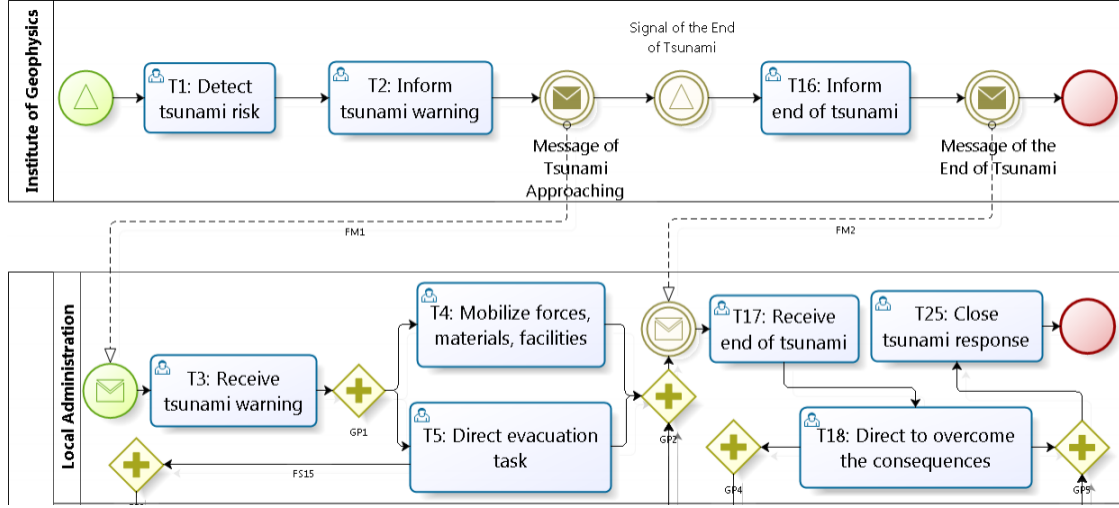 Institute of Geophysics
Signal of the End
of Tsunami
T1: Detect
tsunami risk
T2: Inform
tsunami warning
T16: Inform
end of tsunami
Message of
Tsunami
Approaching
Message of the
End of Tsunami
FM1
FM2
Local Administration
T4: Mobilize forces,
materials, facilities
T17: Receive
end of tsunami
T25: Close
tsunami response
T3: Receive
tsunami warning
GP1
T5: Direct evacuation
task
GP2
T18: Direct to overcome
the consequences
FS15
GP4
GP5